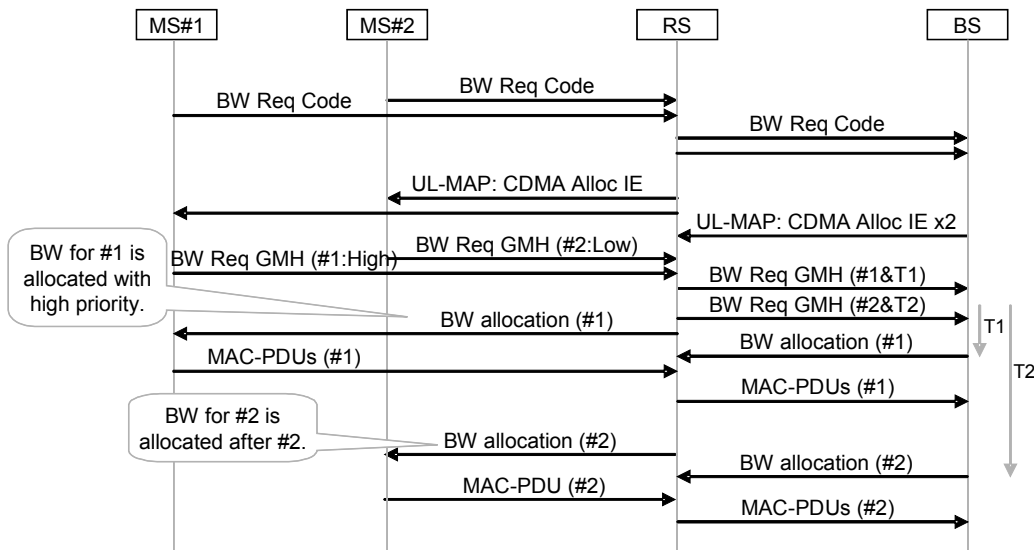 MS#1
MS#2
RS
BS
BW Req Code
BW Req Code
BW Req Code
UL-MAP: CDMA Alloc IE
UL-MAP: CDMA Alloc IE x2
BW for #1 is
allocated with
high priority.
BW Req GMH (#2:Low)
BW Req GMH (#1:High)
BW Req GMH (#1&T1)
BW Req GMH (#2&T2)
BW allocation (#1)
T1
BW allocation (#1)
MAC-PDUs (#1)
T2
MAC-PDUs (#1)
BW for #2 is
allocated after #2.
BW allocation (#2)
BW allocation (#2)
MAC-PDU (#2)
MAC-PDUs (#2)